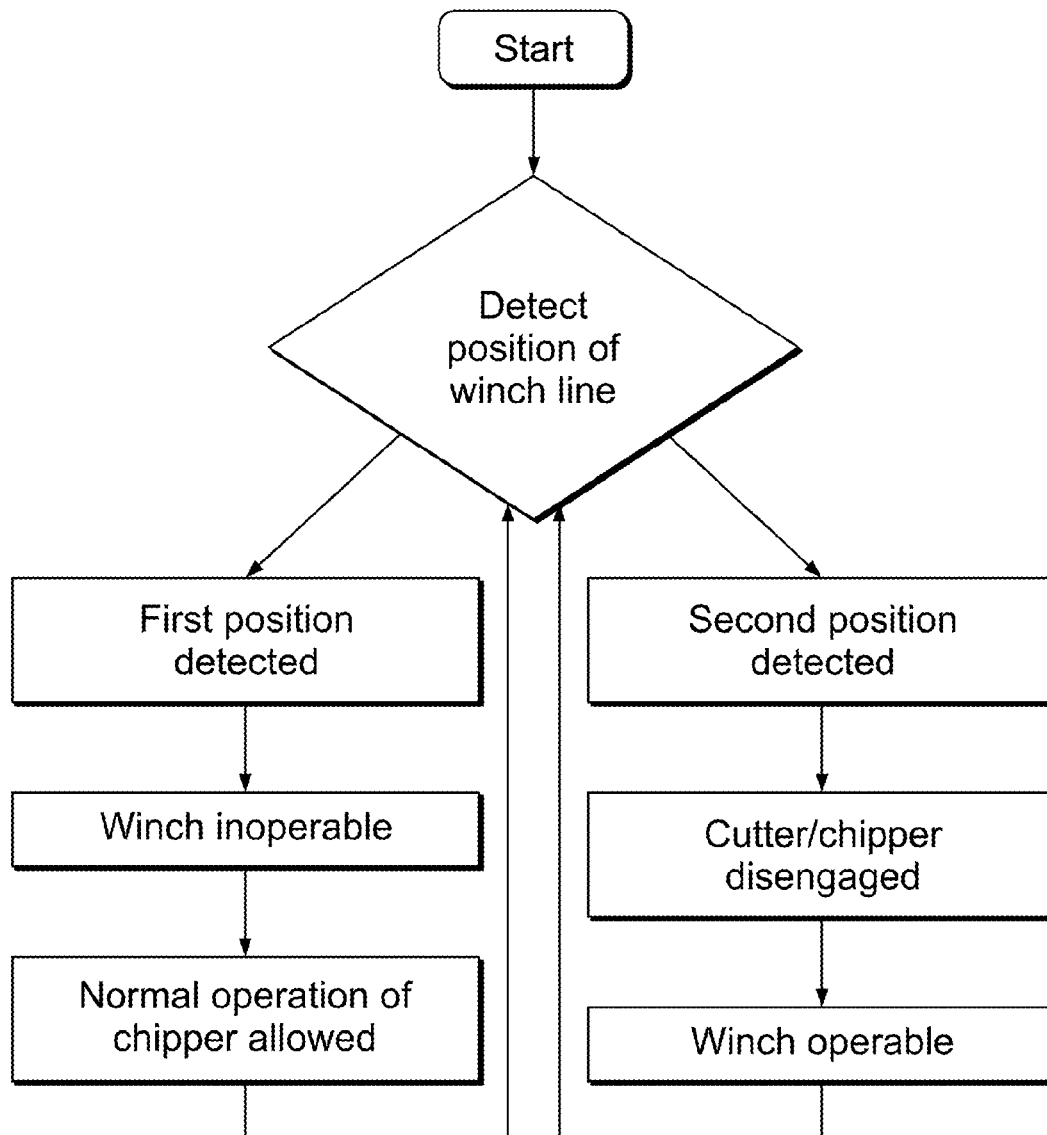 Start
Detect
position of
winch line
First position
detected
Second position
detected
Winch inoperable
Cutter/chipper
disengaged
Normal operation of
chipper allowed
Winch operable